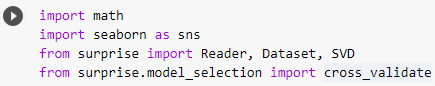 import math
import seaborn as sns
from surprise import Reader, Dataset, SVD
from surprise.model_selection import cross_validate